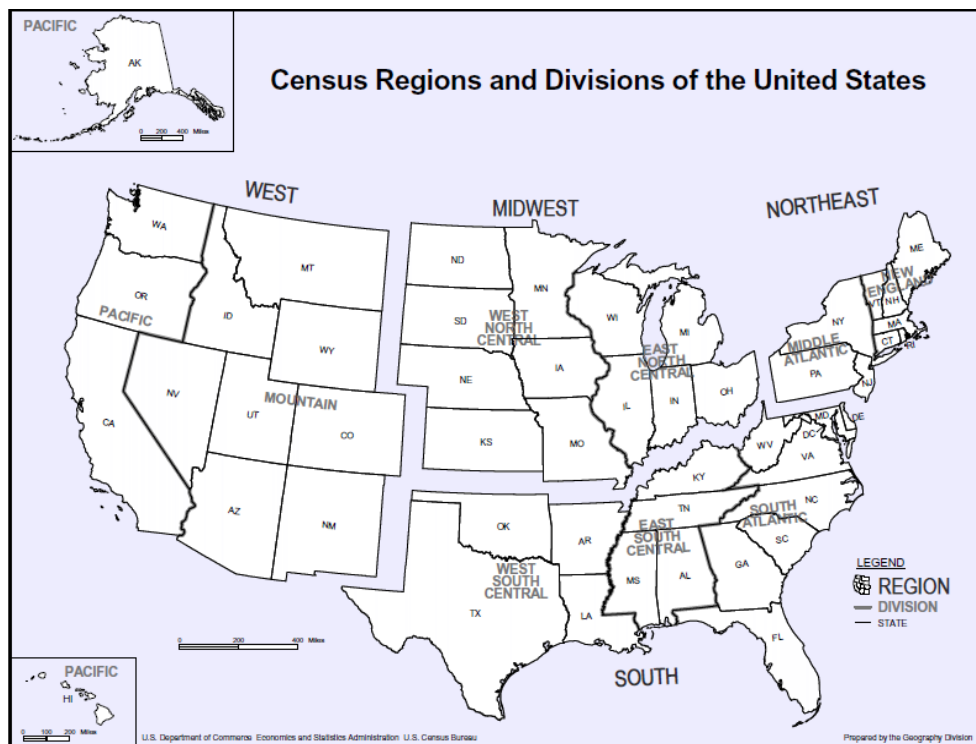 PACIFIC
AK
0 200 400 Miles
Census Regions and Divisions of the United States
WEST
MIDWEST
NORTHEAST
WA
MT
OR
PACIFIC
ID
WY
NV
UT
MOUNTAIN
CO
CA
AZ
NM
ND
MN
SD
WEST
NORTH
CENTRAL
NE
IA
KS
MO
WI
MI
EAST
NORTH
CENTRAL
IL
IN
OH
ME
NEW
ENGLAND
VT
NH
NY
MA
CT
RI
MIDDLE
ATLANTIC
PA
NJ
MD
DE
WV
DC
VA
KY
NC
TN
SOUTH
ATLANTIC
SC
EAST
SOUTH
CENTRAL
MS
AL
GA
FL
OK
AR
WEST
SOUTH
CENTRAL
TX
LA
SOUTH
LEGEND
REGION
DIVISION
STATE
0 200 400 Miles
PACIFIC
HI
0 100 200 Miles
U.S. Department of Commerce Economics and Statistics Administration U.S. Census Bureau
Prepared by the Geography Division